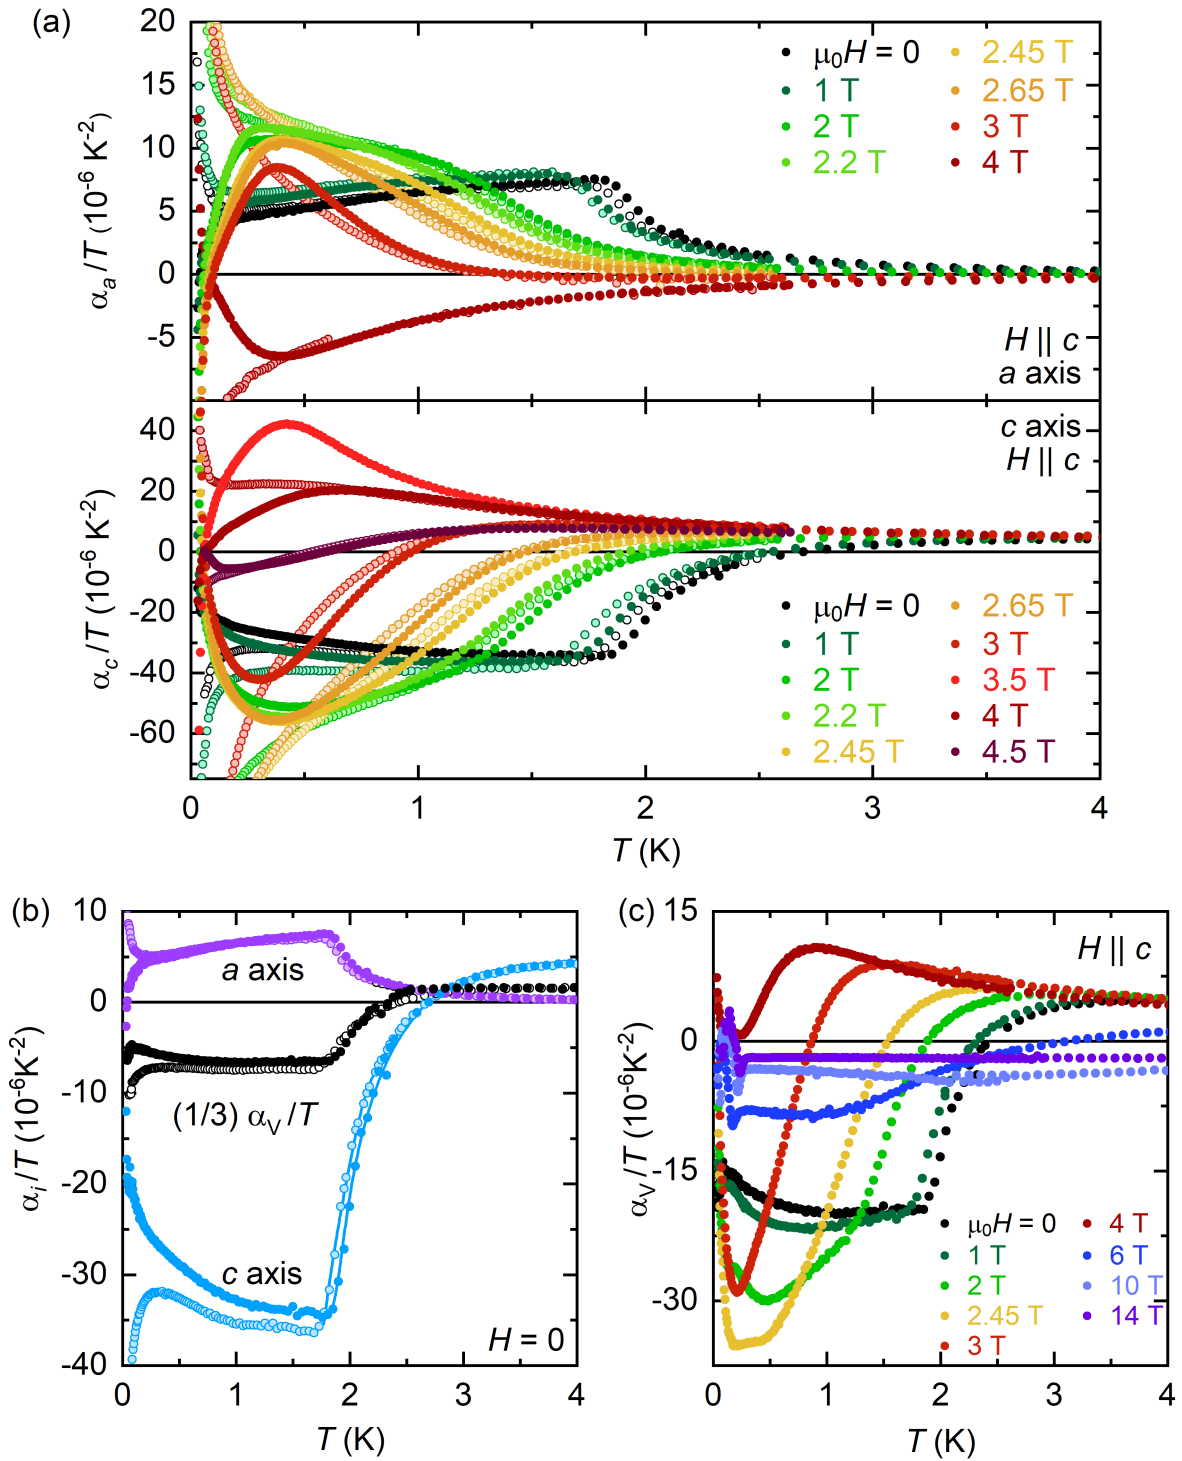 (a)
20
15
10
5
0
-5
αa/T (10-6 K-2)
μ0H = 0
1 T
2 T
2.2 T
2.45 T
2.65 T
3 T
4 T
H || c
a axis
40
20
0
-20
-40
-60
αc/T (10-6 K-2)
c axis
H || c
μ0H = 0
1 T
2 T
2.2 T
2.45 T
2.65 T
3 T
3.5 T
4 T
4.5 T
0 1 2 3 4
T (K)
(b)
10
0
-10
-20
-30
-40
αi/T (10-6K-2)
a axis
(1/3) αV/T
c axis
H = 0
0 1 2 3 4
T (K)
(c)
15
0
-15
-30
αV/T (10-6K-2)
H || c
μ0H = 0
1 T
2 T
2.45 T
3 T
4 T
6 T
10 T
14 T
0 1 2 3 4
T (K)